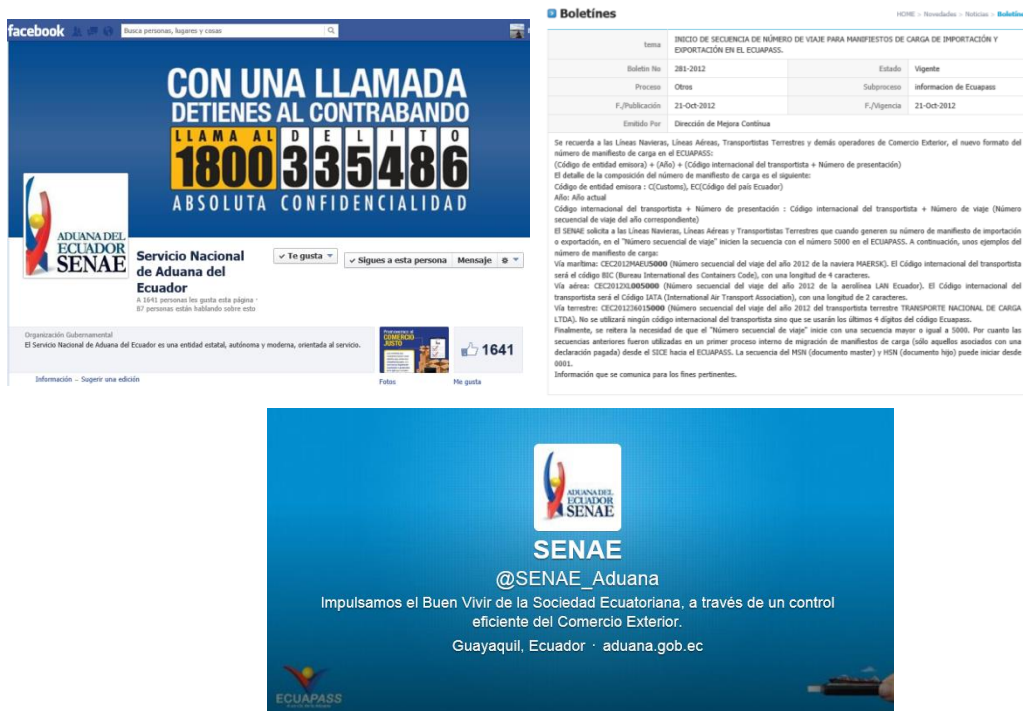 facebook
Busca personas, lugares y casas
CON UNA LLAMADA
DETIENES AL CONTRABANDO
LLAMA AL DELITO
1800 335486
ABSOLUTA CONFIDENCIALIDAD
ADUANA DEL
ECUADOR
SENAE
Servicio Nacional
de Aduana del
Ecuador
A 1641 personas les gusta esta página ·
87 personas están hablando sobre esto
✓ Te gusta
✓ Sigues a esta persona
Mensaje
Organización Gubernamental
El Servicio Nacional de Aduana del Ecuador es una entidad estatal, autónoma y moderna, orientada al servicio.
COMERCIO
JUSTO
1641
Información – Sugerir una edición
Fotos
Me gusta
Boletínes
HOME > Novedades > Noticias > Boletín
tema
INICIO DE SECUENCIA DE NÚMERO DE VIAJE PARA MANIFIESTOS DE CARGA DE IMPORTACIÓN Y
EXPORTACIÓN EN EL ECUAPASS.
Boletin No 281-2012 Estado Vigente
Proceso Otros Subproceso informacion de Ecuapass
F./Publicación 21-Oct-2012 F./Vigencia 21-Oct-2012
Emitido Por Dirección de Mejora Contínua
Se recuerda a las Líneas Navieras, Líneas Aéreas, Transportistas Terrestres y demás operadores de Comercio Exterior, el nuevo formato del
número de manifiesto de carga en el ECUAPASS:
(Código de entidad emisora) + (Año) + (Código internacional del transportista + Número de presentación)
El detalle de la composición del número de manifiesto de carga es el siguiente:
Código de entidad emisora : C(Customs), EC(Código del país Ecuador)
Año: Año actual
Código internacional del transportista + Número de presentación : Código internacional del transportista + Número de viaje (Número
secuencial de viaje del año correspondiente)
El SENAE solicita a las Líneas Navieras, Líneas Aéreas y Transportistas Terrestres que cuando generen su número de manifiesto de importación
o exportación, en el "Número secuencial de viaje" inicien la secuencia con el número 5000 en el ECUAPASS. A continuación, unos ejemplos del
número de manifiesto de carga:
Vía marítima: CEC2012MAEU5000 (Número secuencial del viaje del año 2012 de la naviera MAERSK). El Código internacional del transportista
será el código BIC (Bureau International des Containers Code), con una longitud de 4 caracteres.
Vía aérea: CEC2012XL005000 (Número secuencial del viaje del año 2012 de la aerolínea LAN Ecuador). El Código internacional del
transportista será el Código IATA (International Air Transport Association), con una longitud de 2 caracteres.
Vía terrestre: CEC2012J6015000 (Número secuencial del viaje del año 2012 del transportista terrestre TRANSPORTE NACIONAL DE CARGA
LTDA). No se utilizará ningún código internacional del transportista sino que se usarán los últimos 4 dígitos del código Ecuapass.
Finalmente, se reitera la necesidad de que el "Número secuencial de viaje" inicie con una secuencia mayor o igual a 5000. Por cuanto las
secuencias anteriores fueron utilizadas en un primer proceso interno de migración de manifiestos de carga (sólo aquellos asociados con una
declaración pagada) desde el SICE hacia el ECUAPASS. La secuencia del MSN (documento master) y HSN (documento hijo) puede iniciar desde
0001.
Información que se comunica para los fines pertinentes.
ADUANA DEL
ECUADOR
SENAE
SENAE
@SENAE_Aduana
Impulsamos el Buen Vivir de la Sociedad Ecuatoriana, a través de un control
eficiente del Comercio Exterior.
Guayaquil, Ecuador · aduana.gob.ec
ECUAPASS